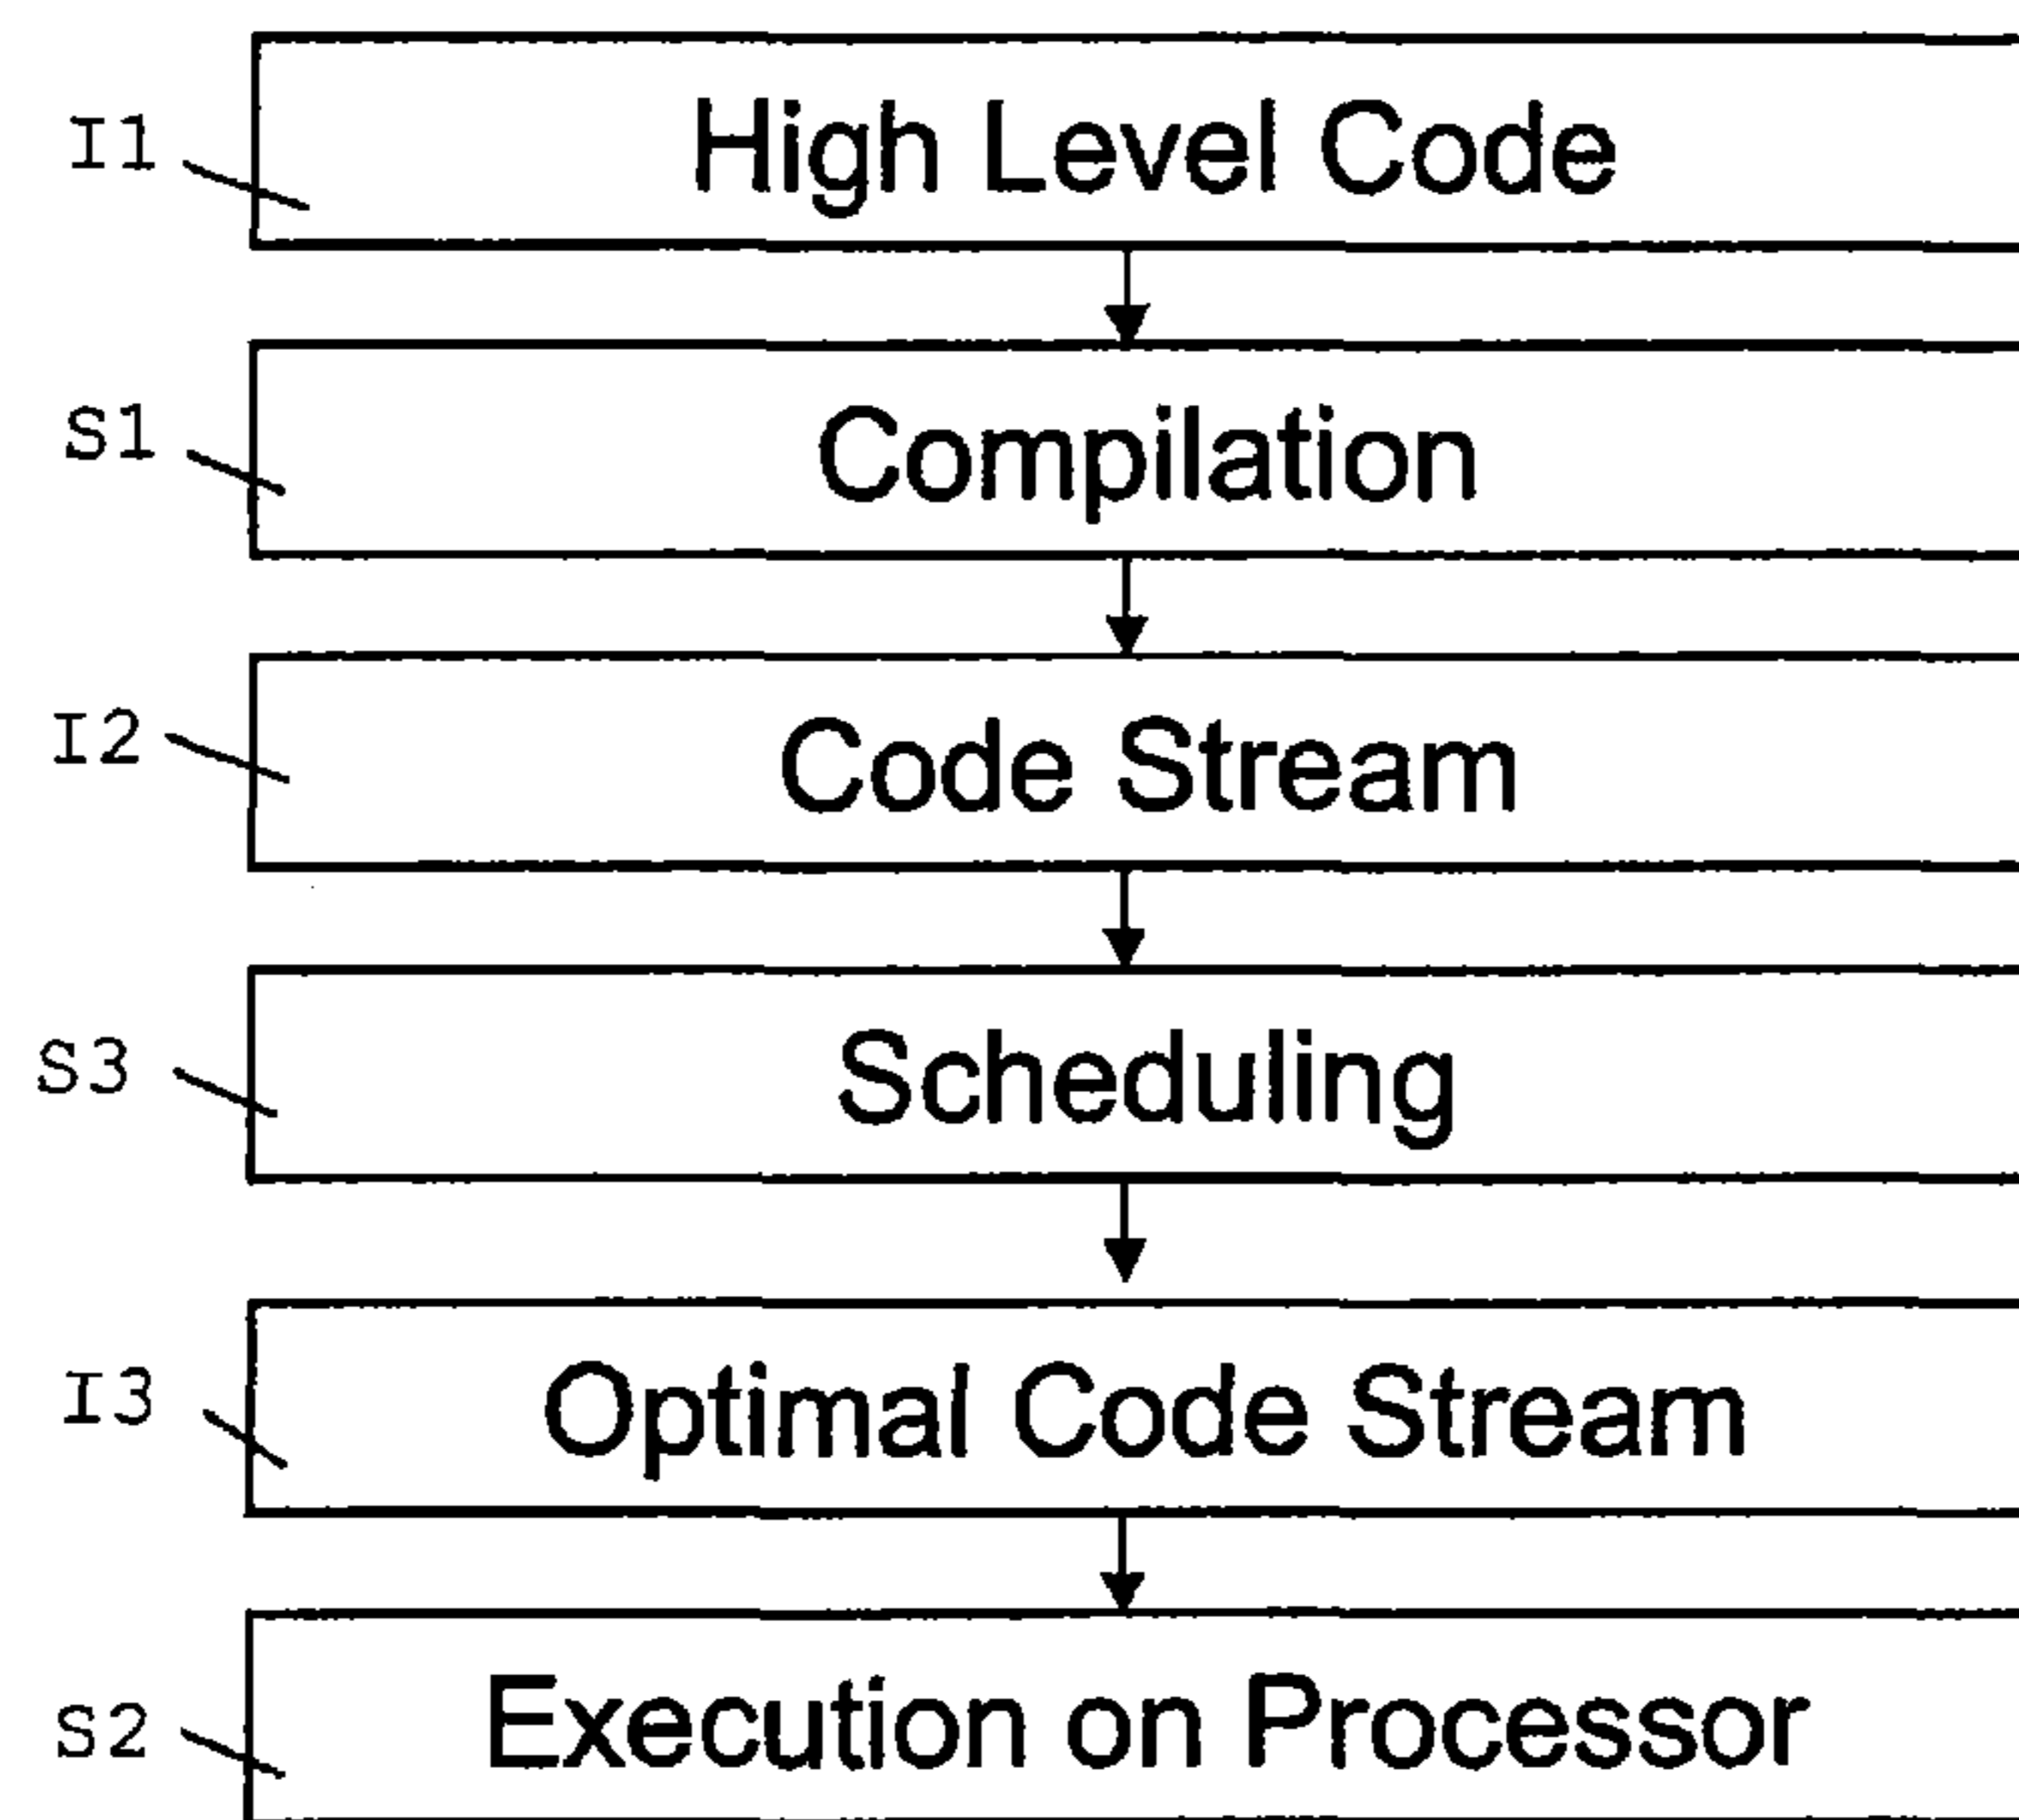 I1 High Level Code
S1 Compilation
I2 Code Stream
S3 Scheduling
I3 Optimal Code Stream
S2 Execution on Processor